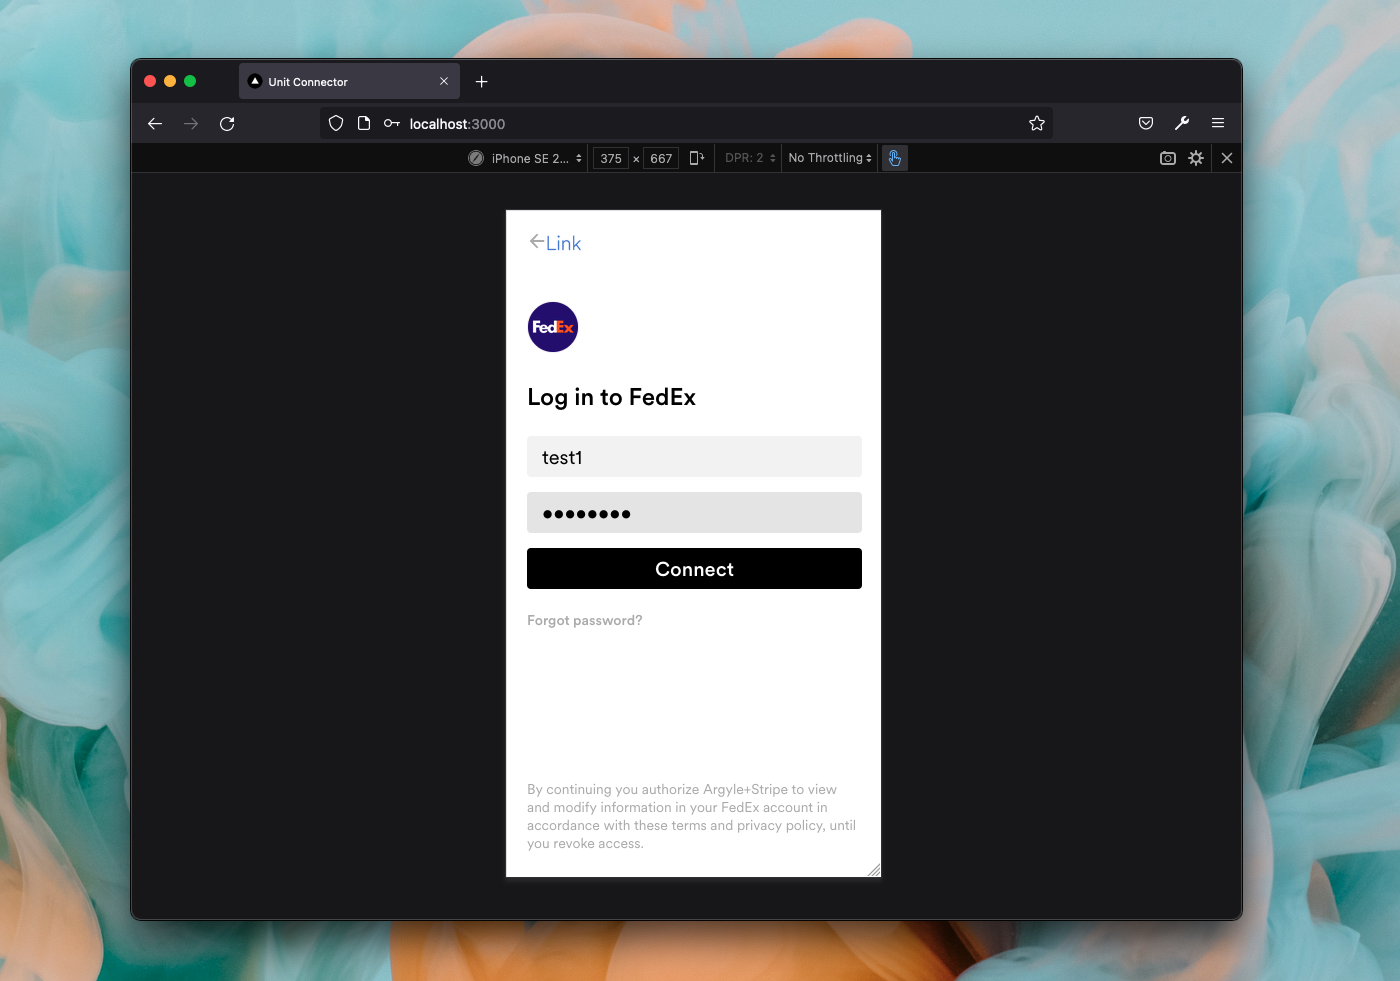 Unit Connector
localhost:3000
iPhone SE 2... 375 × 667 DPR: 2 No Throttling
Link
FedEx
Log in to FedEx
test1
••••••••
Connect
Forgot password?
By continuing you authorize Argyle+Stripe to view
and modify information in your FedEx account in
accordance with these terms and privacy policy, until
you revoke access.